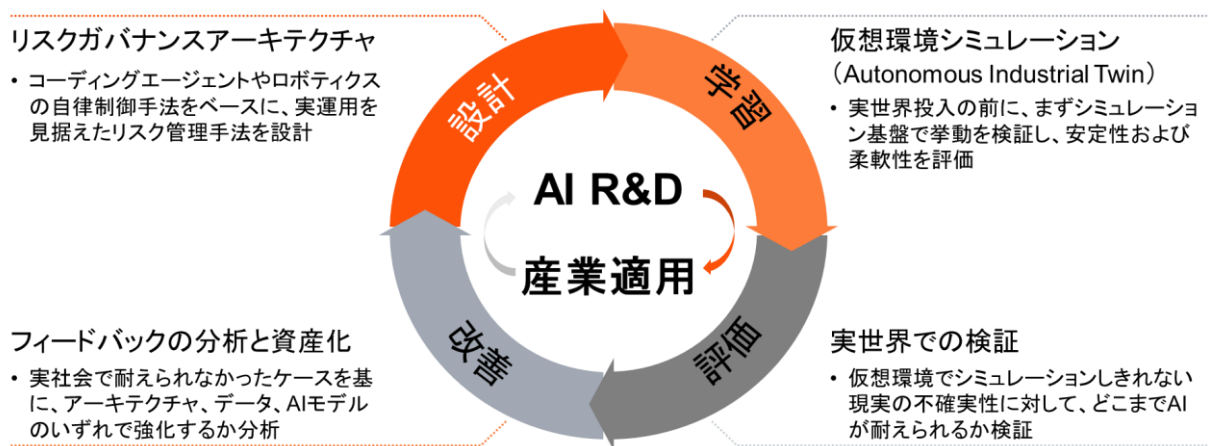 リスクガバナンスアーキテクチャ
• コーディングエージェントやロボティクス
の自律制御手法をベースに、実運用を
見据えたリスク管理手法を設計
設計
学習
仮想環境シミュレーション
（Autonomous Industrial Twin）
• 実世界投入の前に、まずシミュレーショ
ン基盤で挙動を検証し、安定性および
柔軟性を評価
AI R&D
産業適用
フィードバックの分析と資産化
• 実社会で耐えられなかったケースを基
に、アーキテクチャ、データ、AIモデル
のいずれで強化するか分析
改善
評価
実世界での検証
• 仮想環境でシミュレーションしきれない
現実の不確実性に対して、どこまでAI
が耐えられるか検証